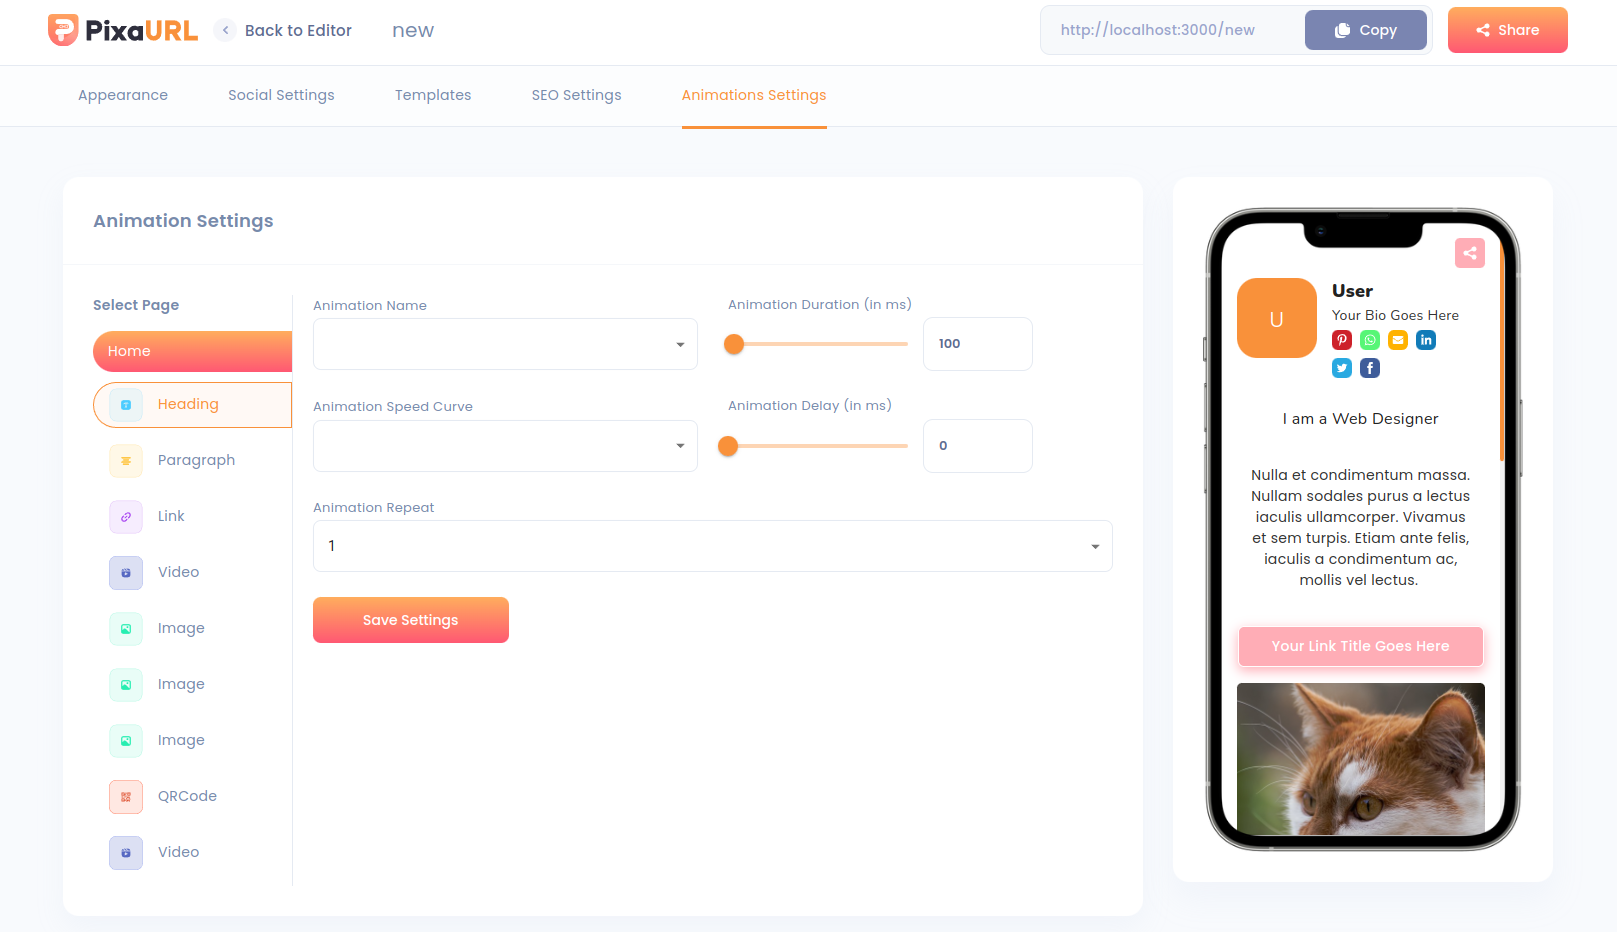 PixaURL
Back to Editor
new
http://localhost:3000/new
Copy
Share
Appearance
Social Settings
Templates
SEO Settings
Animations Settings
Animation Settings
Select Page
Home
Heading
Paragraph
Link
Video
Image
Image
Image
QRCode
Video
Animation Name
Animation Duration (in ms)
100
Animation Speed Curve
Animation Delay (in ms)
0
Animation Repeat
1
Save Settings
U
User
Your Bio Goes Here
I am a Web Designer
Nulla et condimentum massa.
Nullam sodales purus a lectus
iaculis ullamcorper. Vivamus
et sem turpis. Etiam ante felis,
iaculis a condimentum ac,
mollis vel lectus.
Your Link Title Goes Here